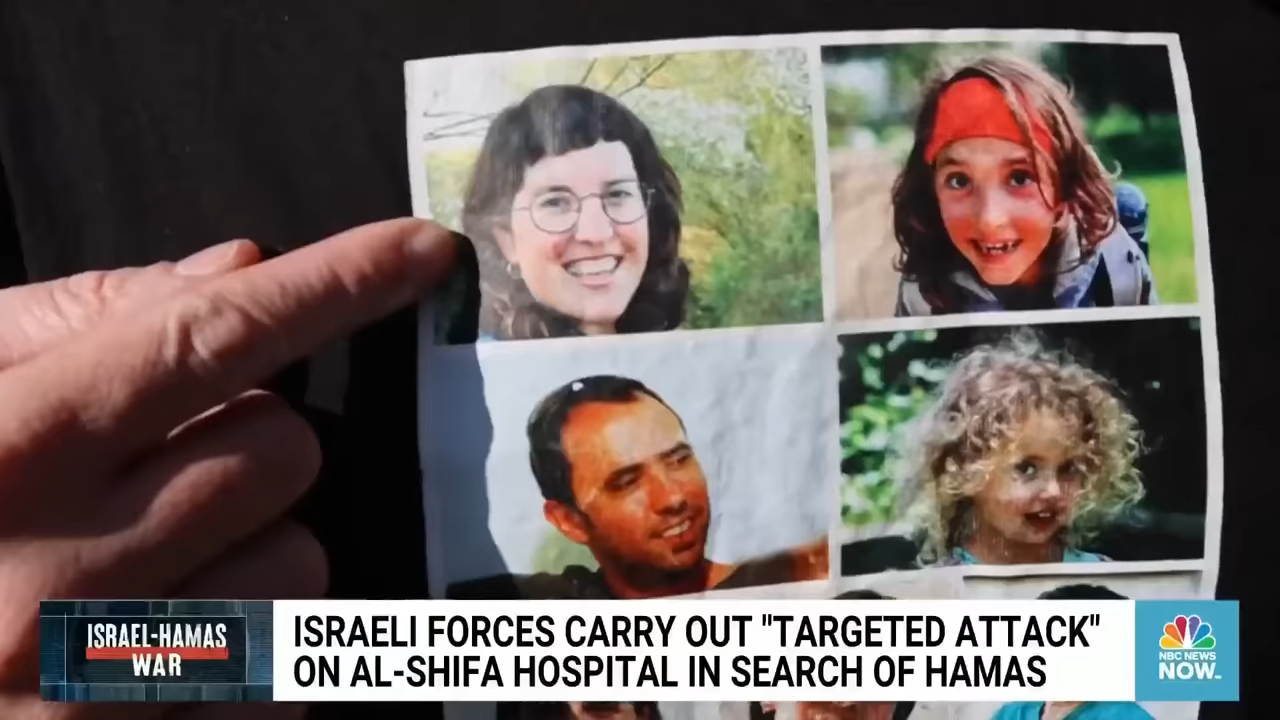 ISRAEL-HAMAS
WAR
ISRAELI FORCES CARRY OUT "TARGETED ATTACK"
ON AL-SHIFA HOSPITAL IN SEARCH OF HAMAS
NBC NEWS
NOW